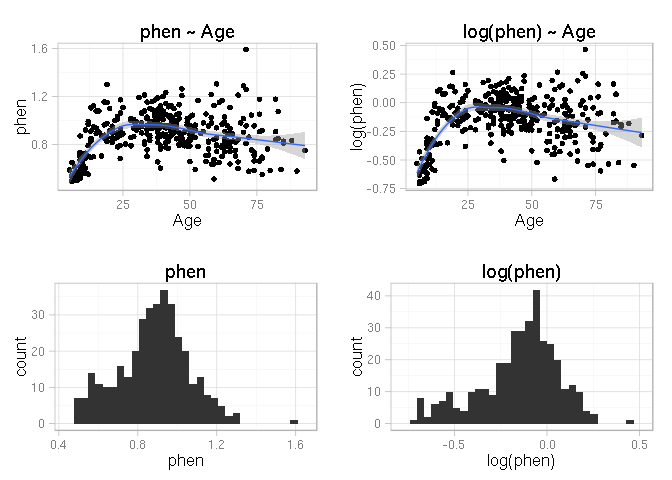 phen ~ Age
1.6
1.2
0.8
phen
25
50
75
Age
log(phen) ~ Age
0.50
0.25
0.00
-0.25
-0.50
-0.75
log(phen)
25
50
75
Age
phen
30
20
10
0
count
0.4
0.8
1.2
1.6
phen
log(phen)
40
30
20
10
0
count
-0.5
0.0
0.5
log(phen)